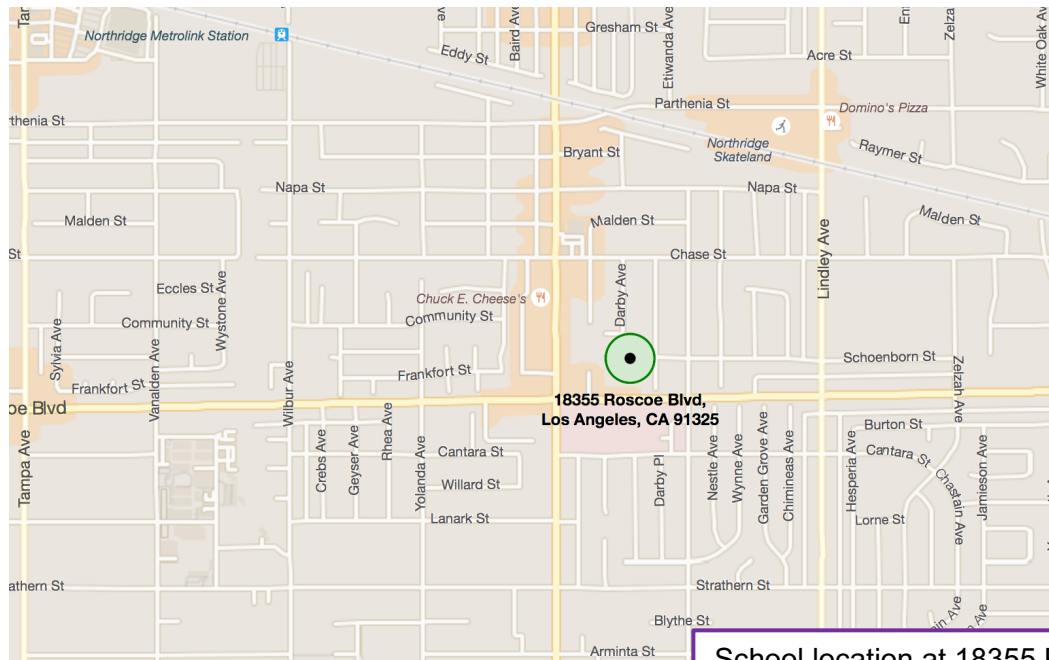 Northridge Metrolink Station
Baird Ave
Gresham St
Etiwanda Ave
Acre St
White Oak A
Eddy St
Parthenia St
Domino's Pizza
rthenia St
Bryant St
Northridge
Skateland
Raymer St
Napa St
Napa St
Malden St
Malden St
Malden St
St
Chase St
Lindley Ave
Eccles St
Wystone Ave
Chuck E. Cheese's
Darby Ave
Community St
Community St
Sylvia Ave
Vanalden Ave
Schoenborn St
Frankfort St
Frankfort St
Wilbur Ave
Zelzah Ave
oe Blvd
18355 Roscoe Blvd,
Los Angeles, CA 91325
Tampa Ave
Crebs Ave
Geyser Ave
Rhea Ave
Yolanda Ave
Cantara St
Willard St
Lanark St
Darby Pl
Nestle Ave
Wynne Ave
Garden Grove Ave
Chimineas Ave
Hesperia Ave
Burton St
Cantara St
Chastain Ave
Jamieson Ave
Lorne St
athern St
Strathern St
Blythe St
Arminta St
School location at 18355